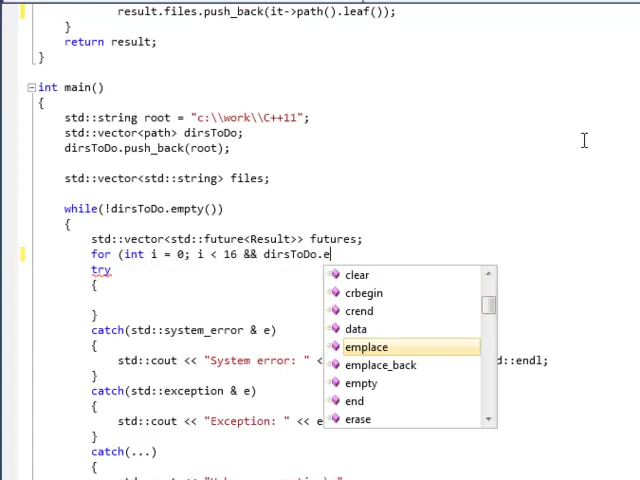 result.files.push_back(it->path().leaf());
}
return result;
}
int main()
{
std::string root = "c:\\work\\C++11";
std::vector<path> dirsToDo;
dirsToDo.push_back(root);
std::vector<std::string> files;
while(!dirsToDo.empty())
{
std::vector<std::future<Result>> futures;
for (int i = 0; i < 16 && dirsToDo.e
try
{
}
catch(std::system_error & e)
{
std::cout << "System error: " < d::endl;
}
catch(std::exception & e)
{
std::cout << "Exception: " << e
}
catch(...)
{
clear
crbegin
crend
data
emplace
emplace_back
empty
end
erase